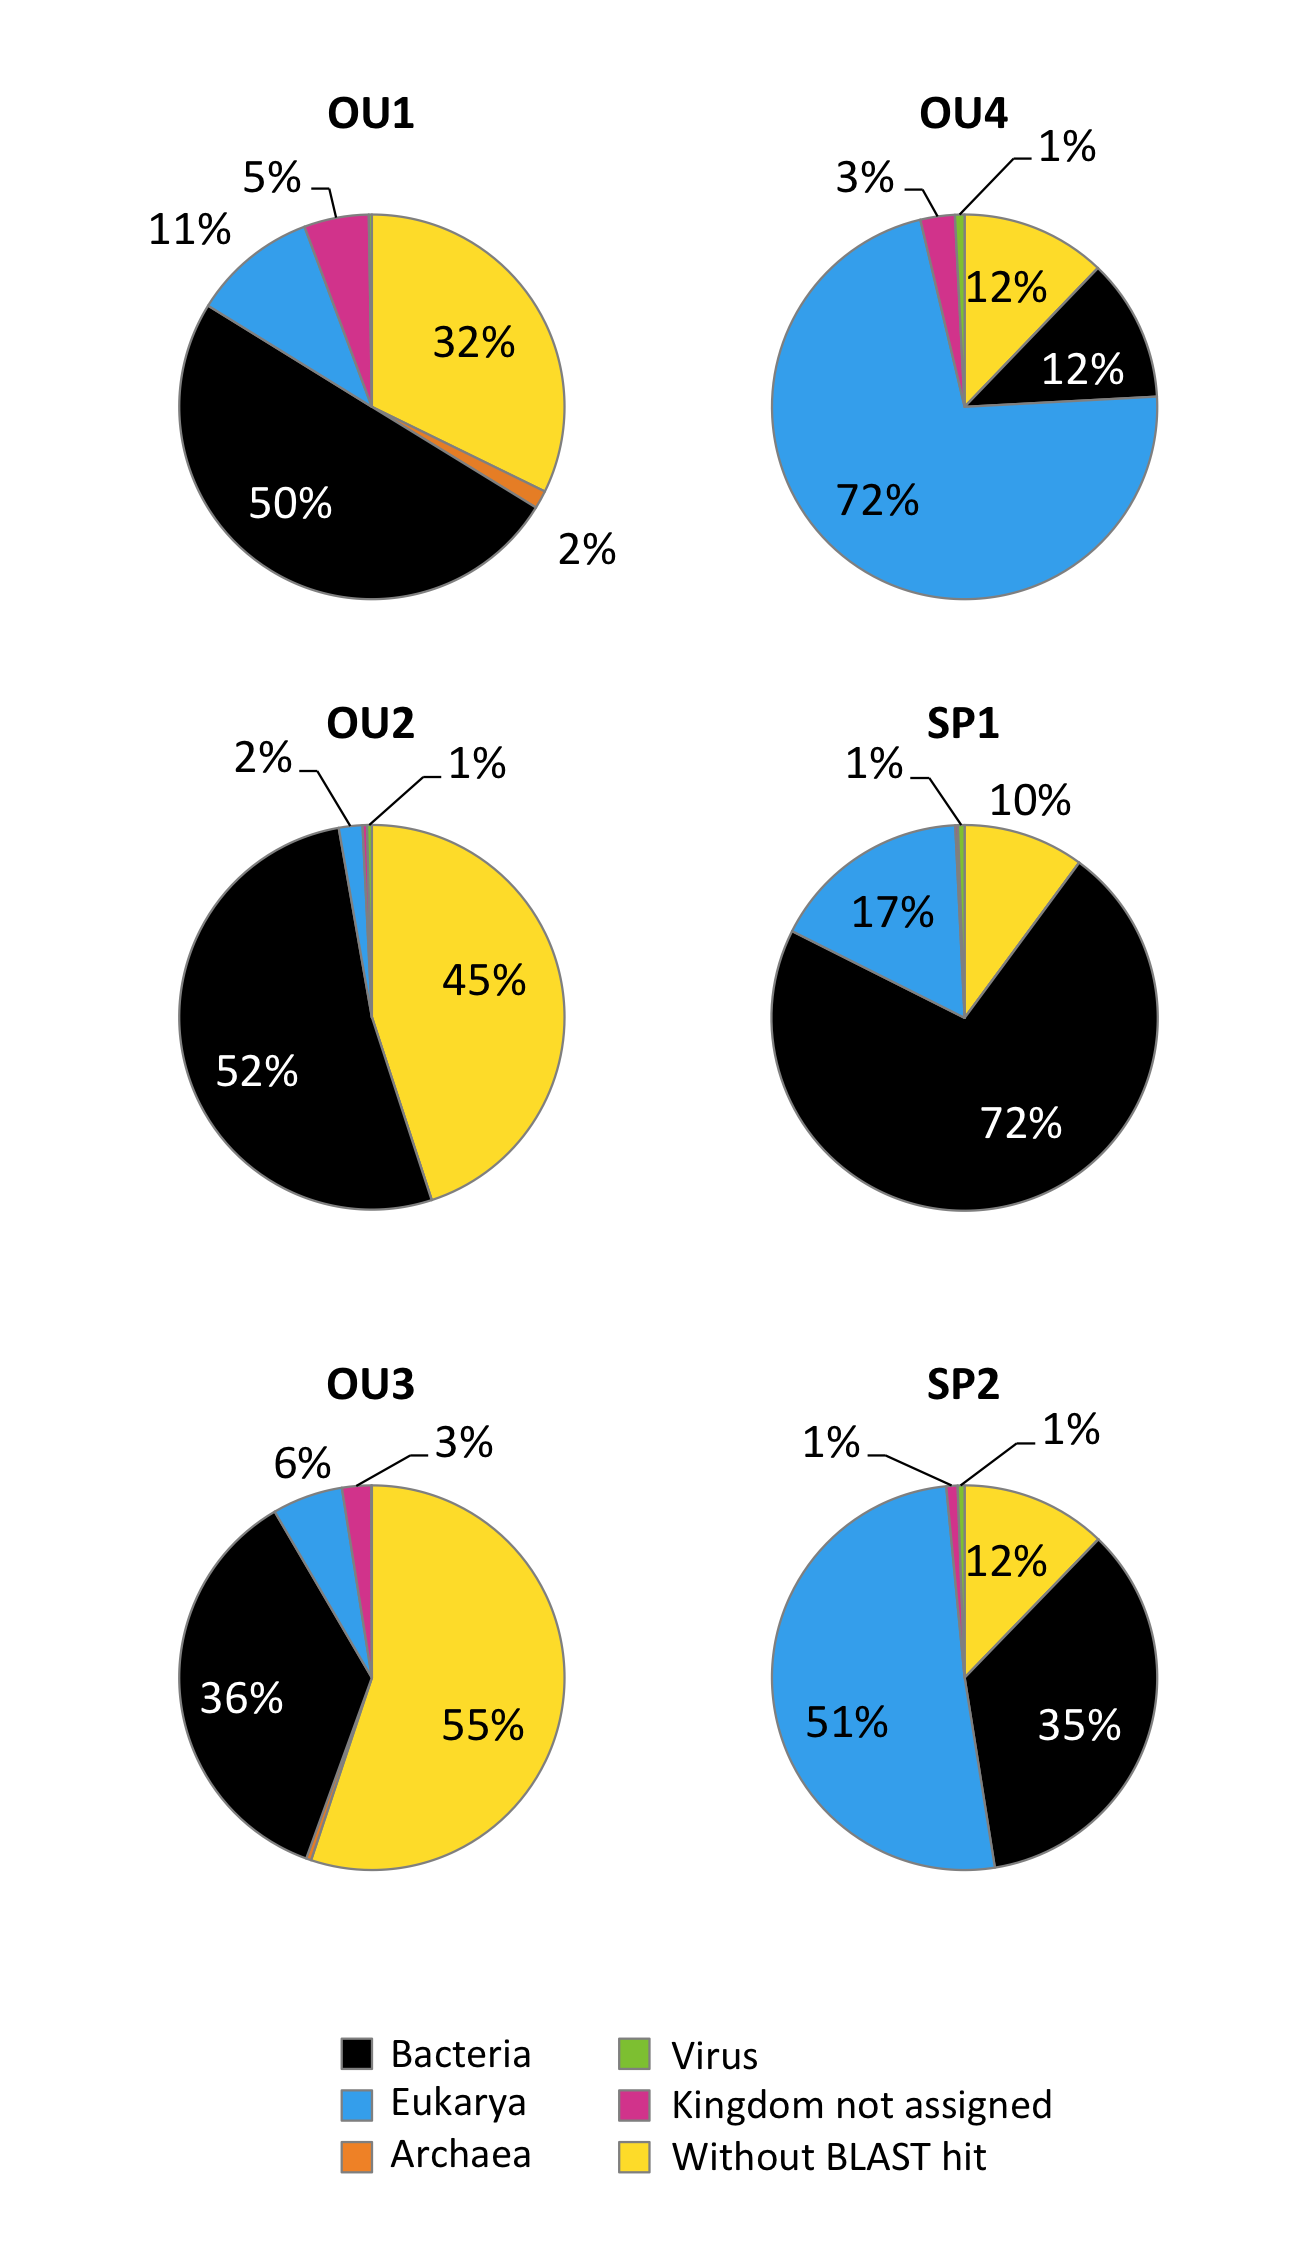 OU1
5%
11%
32%
50%
2%
OU4
3%
1%
12%
12%
72%
OU2
2%
1%
45%
52%
SP1
1%
10%
17%
72%
OU3
6%
3%
36%
55%
SP2
1%
1%
12%
51%
35%
Bacteria
Eukarya
Archaea
Virus
Kingdom not assigned
Without BLAST hit